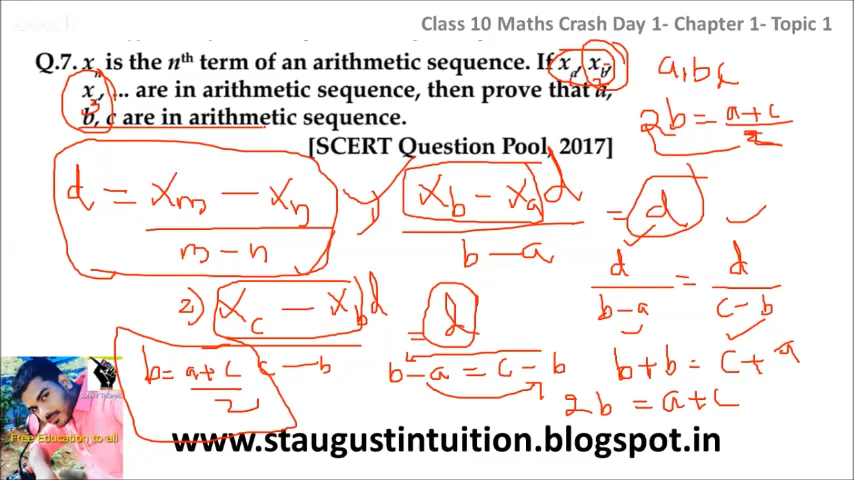 Class 10 Maths Crash Day 1- Chapter 1- Topic 1
Q.7. xₙ is the nᵗʰ term of an arithmetic sequence. If xₐ, x_b,
x꜀, ... are in arithmetic sequence, then prove that a,
b, c are in arithmetic sequence.
[SCERT Question Pool, 2017]
a, b, c
2b = a+c/2
d = xₘ − xₙ / m − n
1) x_b − xₐ / b − a = d
d
d / b − a = d / c − b
2) x_c − x_b / c − b = d
d
b − a = c − b
b + b = c + a
2b = a + c
b = a + c / 2
Free Education to all
www.staugustintuition.blogspot.in